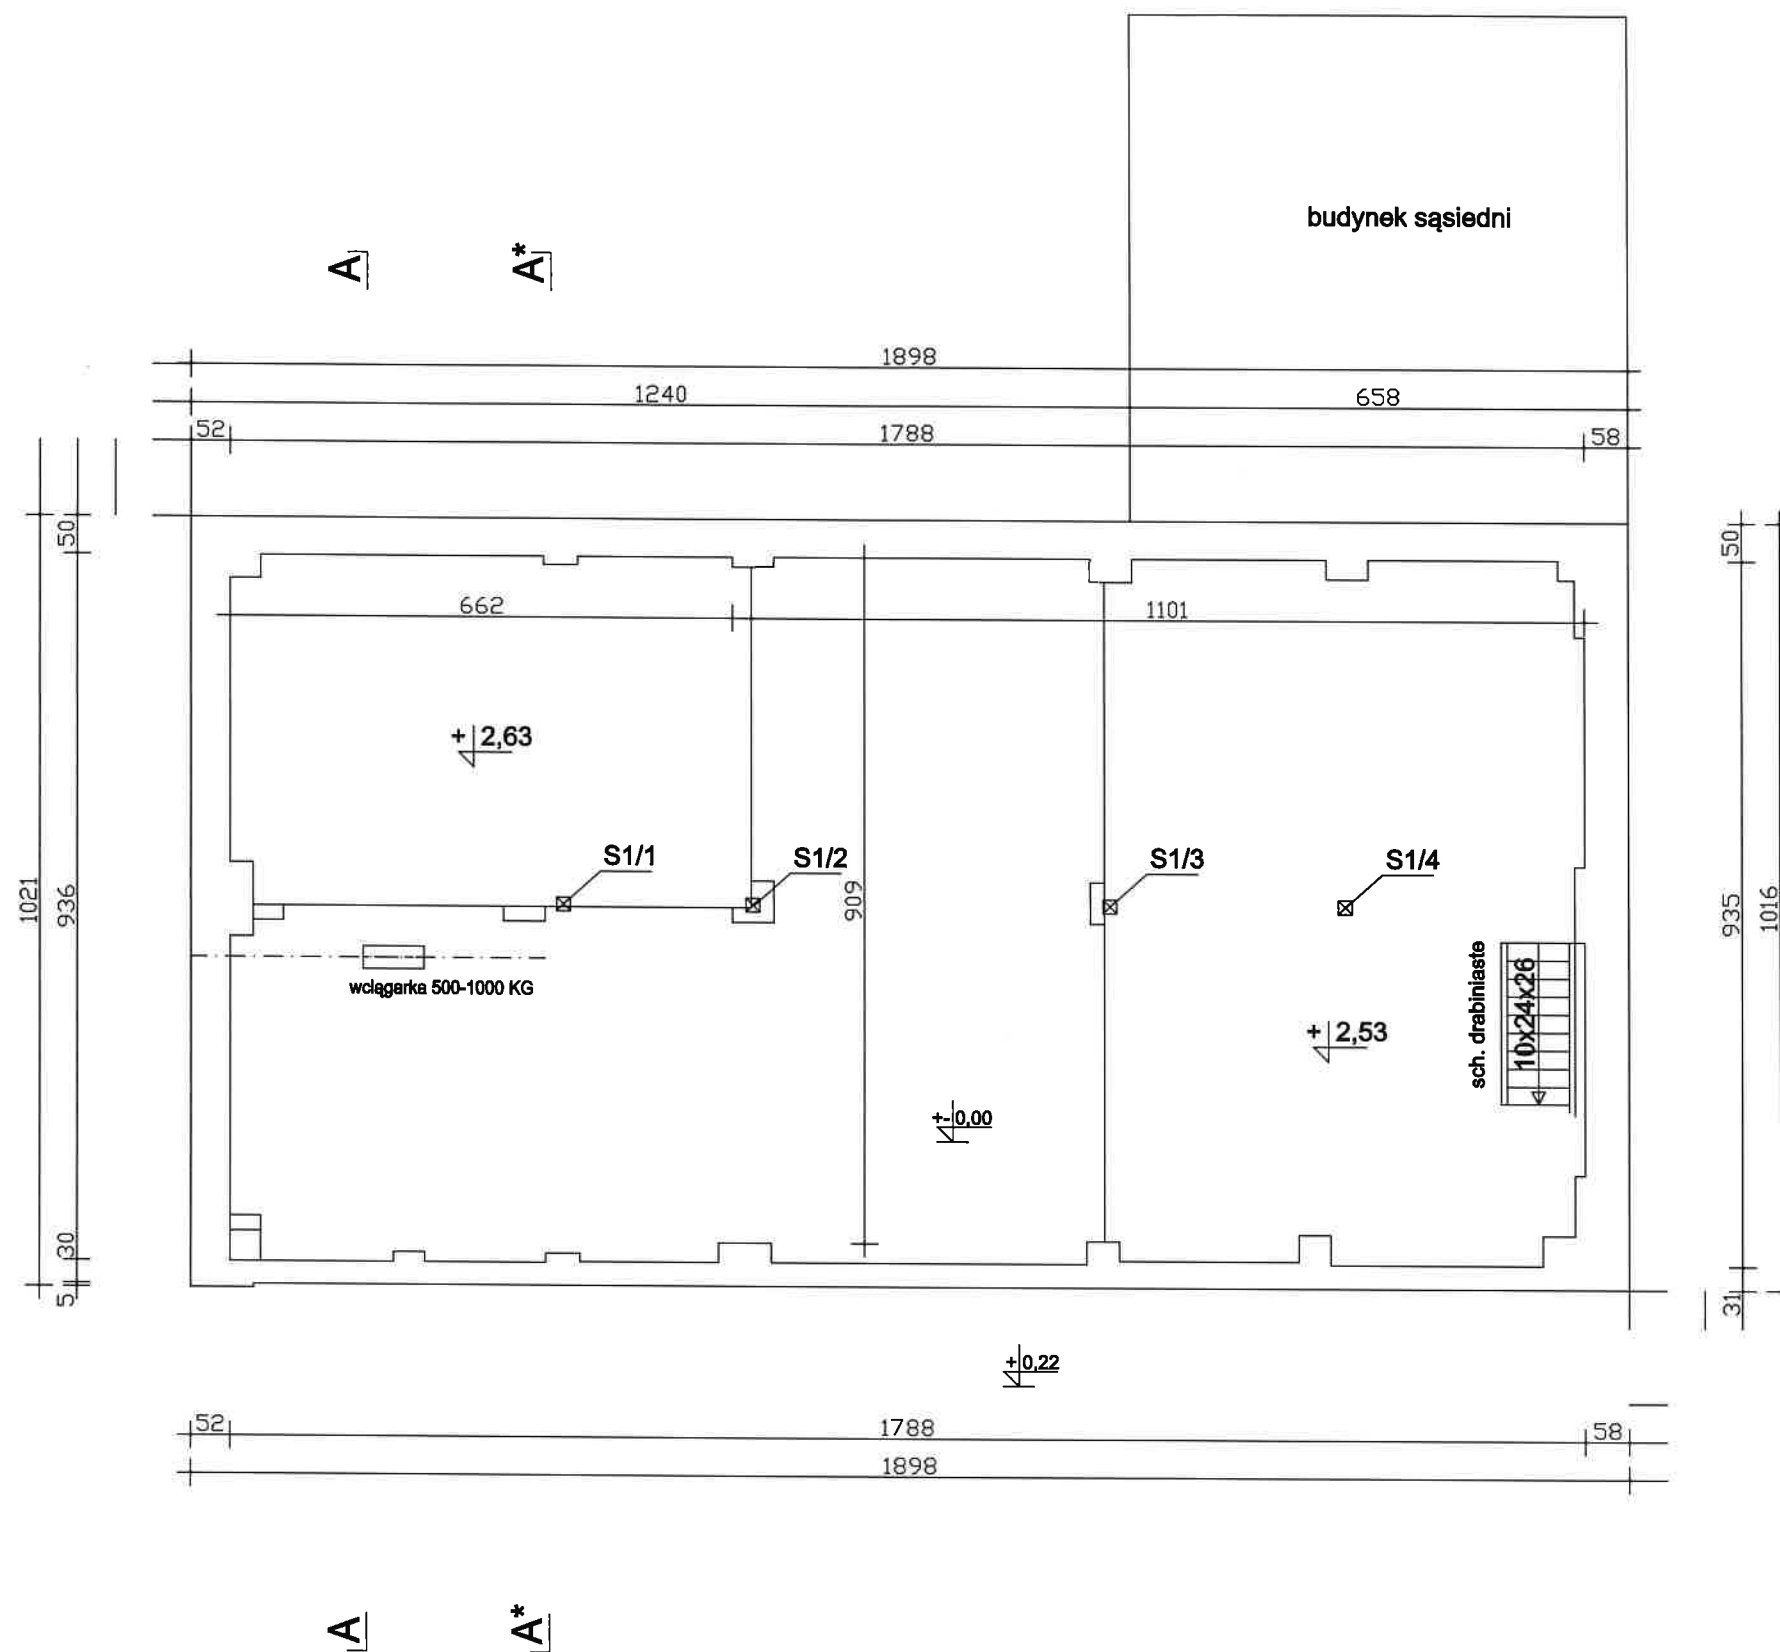 budynek sąsiedni
A
A*
1898
1240
658
52
1788
58
50
50
662
1101
+ 2,63
S1/1
S1/2
S1/3
S1/4
1021
936
909
935
1016
wciągarka 500-1000 KG
sch. drabiniaste
10x24x26
+ 2,53
+-0,00
30
5
31
+0,22
52
1788
58
1898
A
A*